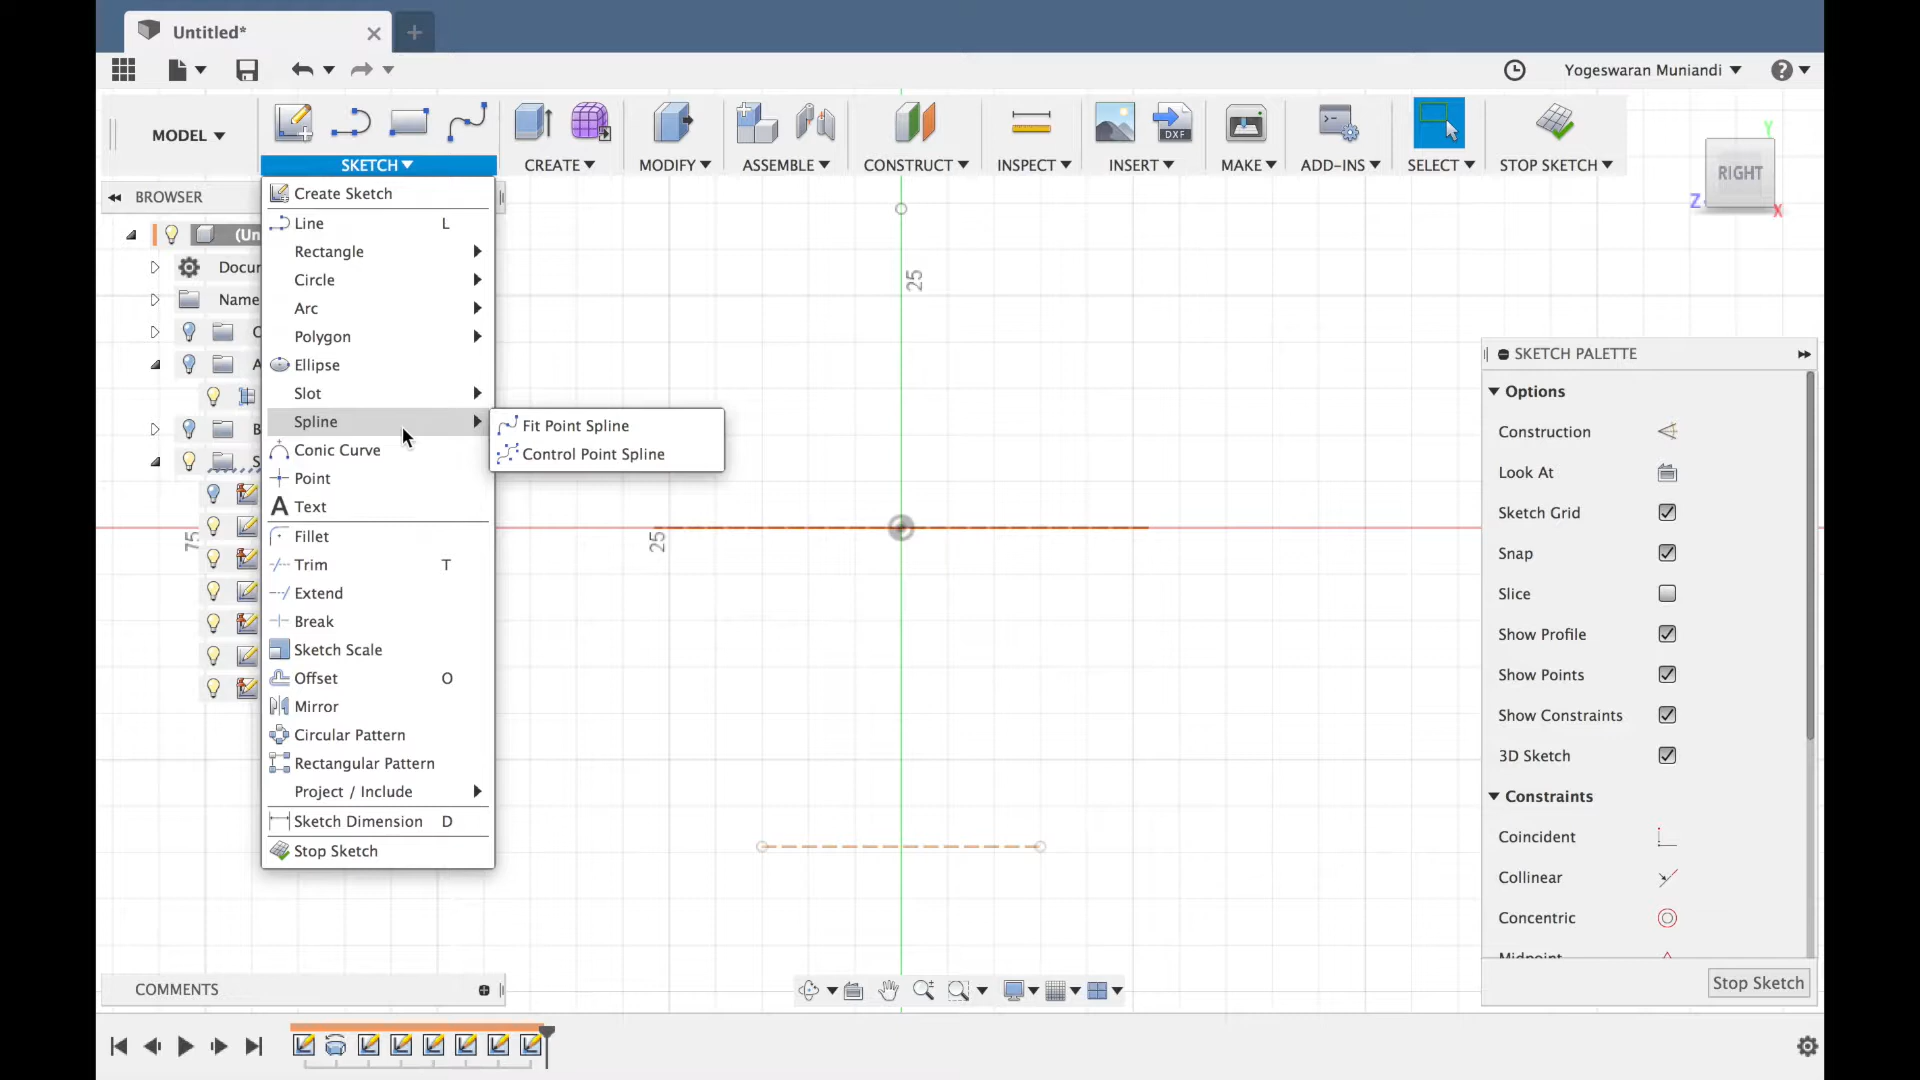 Untitled*
Yogeswaran Muniandi
MODEL
SKETCH
CREATE
MODIFY
ASSEMBLE
CONSTRUCT
INSPECT
INSERT
DXF
MAKE
ADD-INS
SELECT
STOP SKETCH
Y
RIGHT
Z
X
BROWSER
(Un
Docu
Name
C
A
B
S
Create Sketch
Line L
Rectangle
Circle
Arc
Polygon
Ellipse
Slot
Spline
Conic Curve
Point
A Text
Fillet
Trim T
Extend
Break
Sketch Scale
Offset O
Mirror
Circular Pattern
Rectangular Pattern
Project / Include
Sketch Dimension D
Stop Sketch
Fit Point Spline
Control Point Spline
25
25
75
SKETCH PALETTE
Options
Construction
Look At
Sketch Grid
Snap
Slice
Show Profile
Show Points
Show Constraints
3D Sketch
Constraints
Coincident
Collinear
Concentric
Midpoint
Stop Sketch
COMMENTS